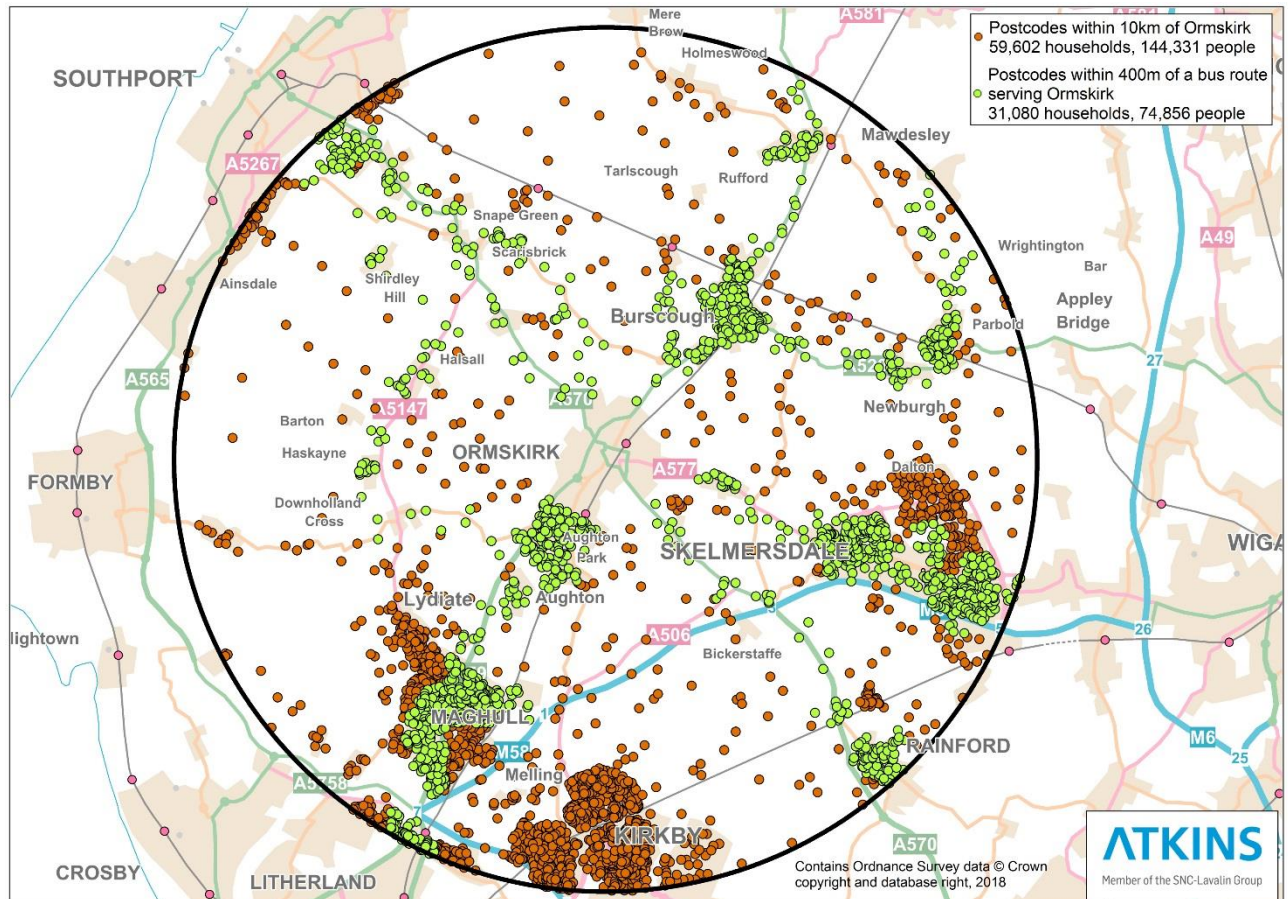 Mere
Brow
A581
Holmeswood
Postcodes within 10km of Ormskirk
59,602 households, 144,331 people
Postcodes within 400m of a bus route
serving Ormskirk
31,080 households, 74,856 people
SOUTHPORT
A5267
Mawdesley
Tarlscough
Rufford
A49
Snape Green
Scarisbrick
Wrightington
Bar
Ainsdale
Shirdley
Hill
Appley
Bridge
Burscough
Parbold
27
Halsall
A565
A570
A5147
Newburgh
Barton
ORMSKIRK
Haskayne
A577
Dalton
FORMBY
Downholland
Cross
Aughton
Park
SKELMERSDALE
WIGA
Lydiate
Aughton
3
5
26
lightown
A506
Bickerstaffe
MAGHULL
1
RAINFORD
M58
M6
25
Melling
A5758
7
KIRKBY
A570
CROSBY
LITHERLAND
Contains Ordnance Survey data © Crown
copyright and database right, 2018
ATKINS
Member of the SNC-Lavalin Group